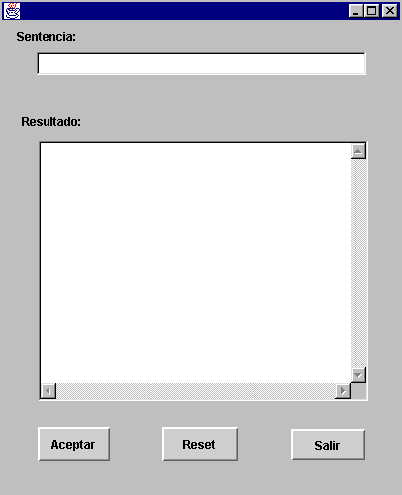 Sentencia:
Resultado:
Aceptar Reset Salir